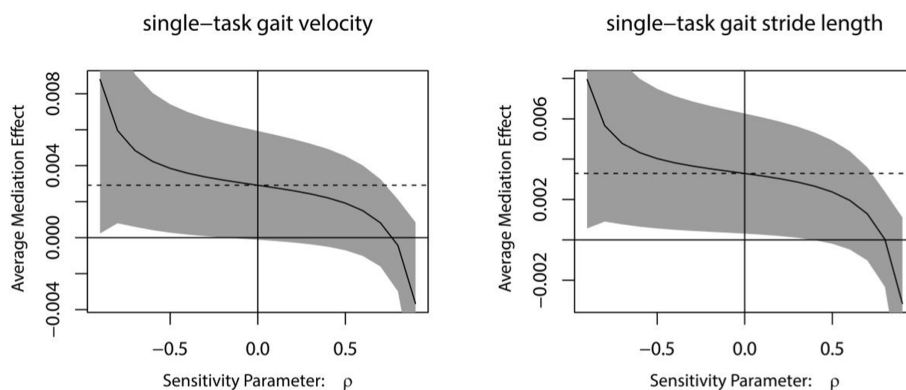 single−task gait velocity
Average Mediation Effect
0.008
0.004
0.000
−0.004
−0.5
0.0
0.5
Sensitivity Parameter: ρ
single−task gait stride length
Average Mediation Effect
0.006
0.002
−0.002
−0.5
0.0
0.5
Sensitivity Parameter: ρ